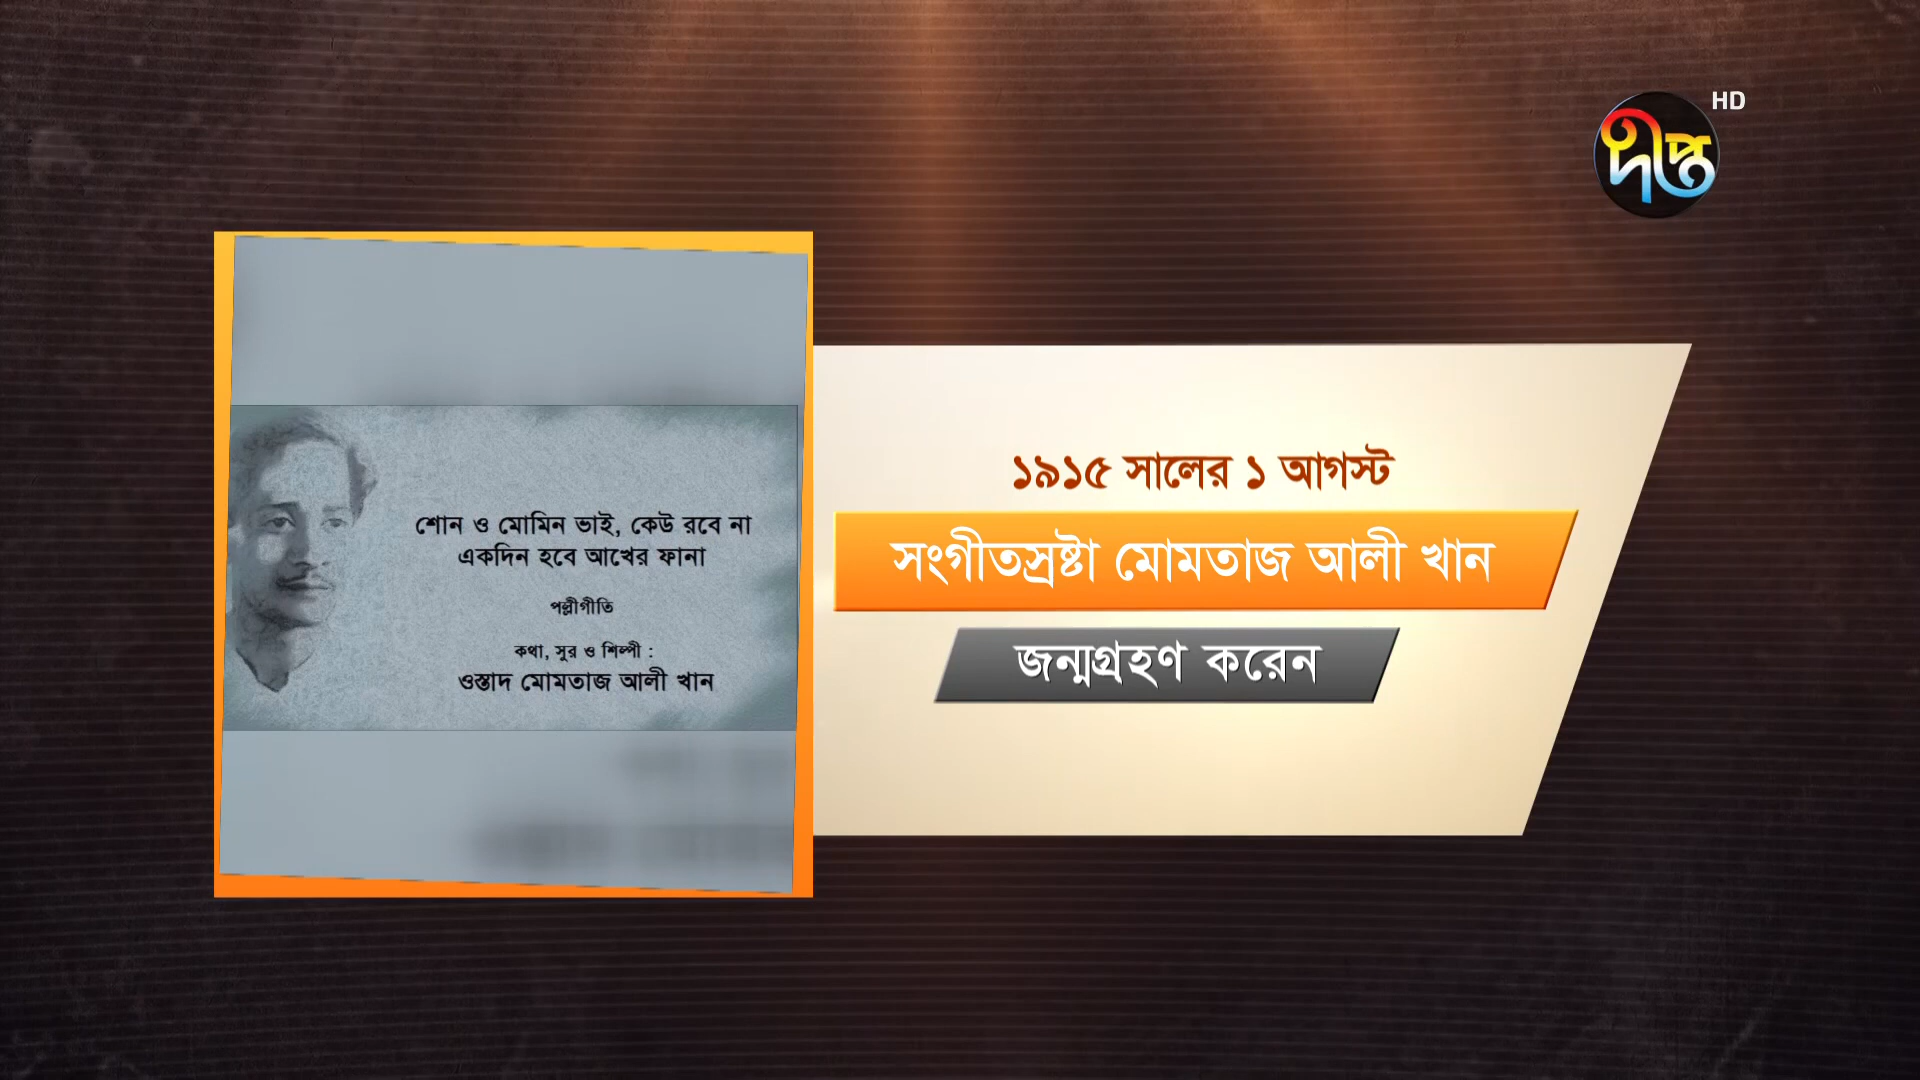 HD
দীপ্ত
শোন ও মোমিন ভাই, কেউ রবে না
একদিন হবে আখের ফানা
পল্লীগীতি
কথা, সুর ও শিল্পী :
ওস্তাদ মোমতাজ আলী খান
১৯১৫ সালের ১ আগস্ট
সংগীতস্রষ্টা মোমতাজ আলী খান
জন্মগ্রহণ করেন